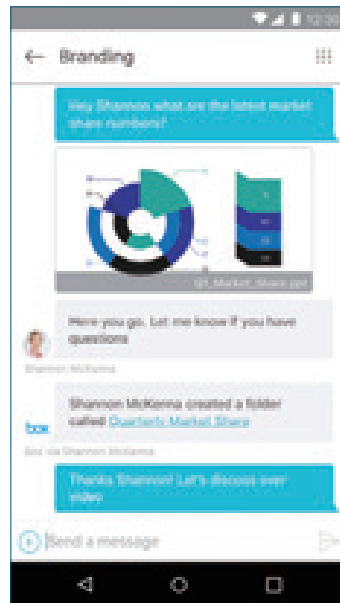 12:30
Branding
Hey Shannon what are the latest market
share numbers?
Q1_Market_Share.ppt
Here you go. Let me know if you have
questions
Shannon McKenna
Shannon McKenna created a folder
called Quarterly Market Share
box
Box via Shannon McKenna
Thanks Shannon! Let's discuss over
video
Send a message